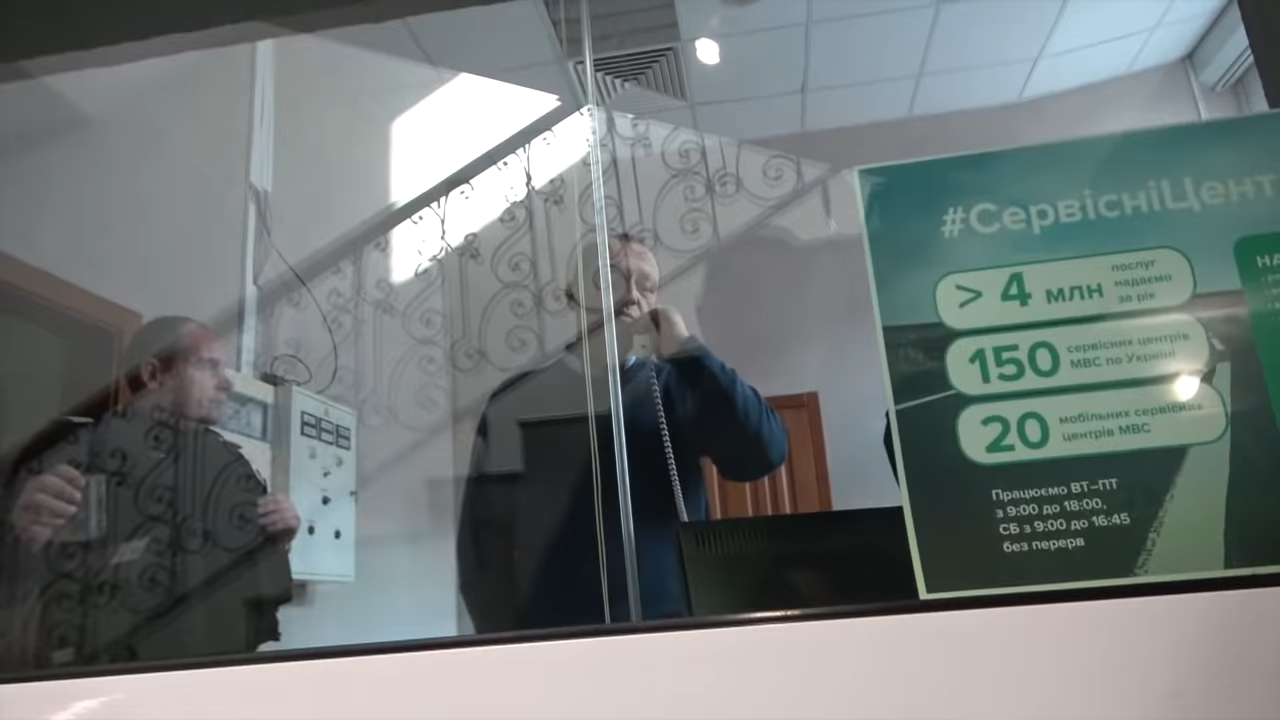 #СервісніЦент
> 4 млн
послуг
надаємо
за рік
150
сервісних центрів
МВС по Україні
20
мобільних сервісних
центрів МВС
Працюємо ВТ–ПТ
з 9:00 до 18:00,
СБ з 9:00 до 16:45
без перерв
НА